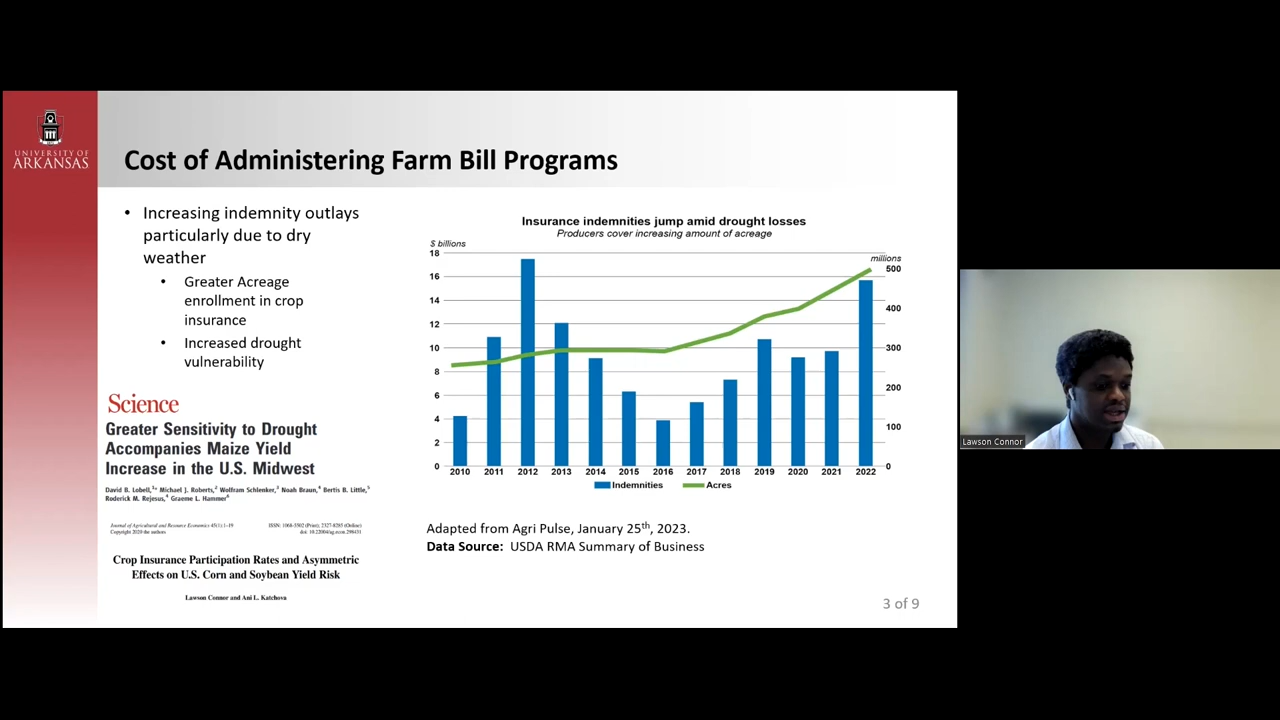 UNIVERSITY OF
ARKANSAS
Cost of Administering Farm Bill Programs
• Increasing indemnity outlays
particularly due to dry
weather
• Greater Acreage
enrollment in crop
insurance
• Increased drought
vulnerability
Science
Greater Sensitivity to Drought
Accompanies Maize Yield
Increase in the U.S. Midwest
David B. Lobell,1* Michael J. Roberts,2 Wolfram Schlenker,3 Noah Braun,4 Bertis B. Little,5
Roderick M. Rejesus,4 Graeme L. Hammer6
Journal of Agricultural and Resource Economics 45(1):1–19
Copyright 2020 the authors
ISSN: 1068-5502 (Print); 2327-8285 (Online)
Crop Insurance Participation Rates and Asymmetric
Effects on U.S. Corn and Soybean Yield Risk
Lawson Connor and Ani L. Katchova
Insurance indemnities jump amid drought losses
Producers cover increasing amount of acreage
$ billions
millions
18
16
14
12
10
8
6
4
2
0
500
400
300
200
100
0
2010 2011 2012 2013 2014 2015 2016 2017 2018 2019 2020 2021 2022
Indemnities Acres
Adapted from Agri Pulse, January 25th, 2023.
Data Source: USDA RMA Summary of Business
3 of 9
Lawson Connor